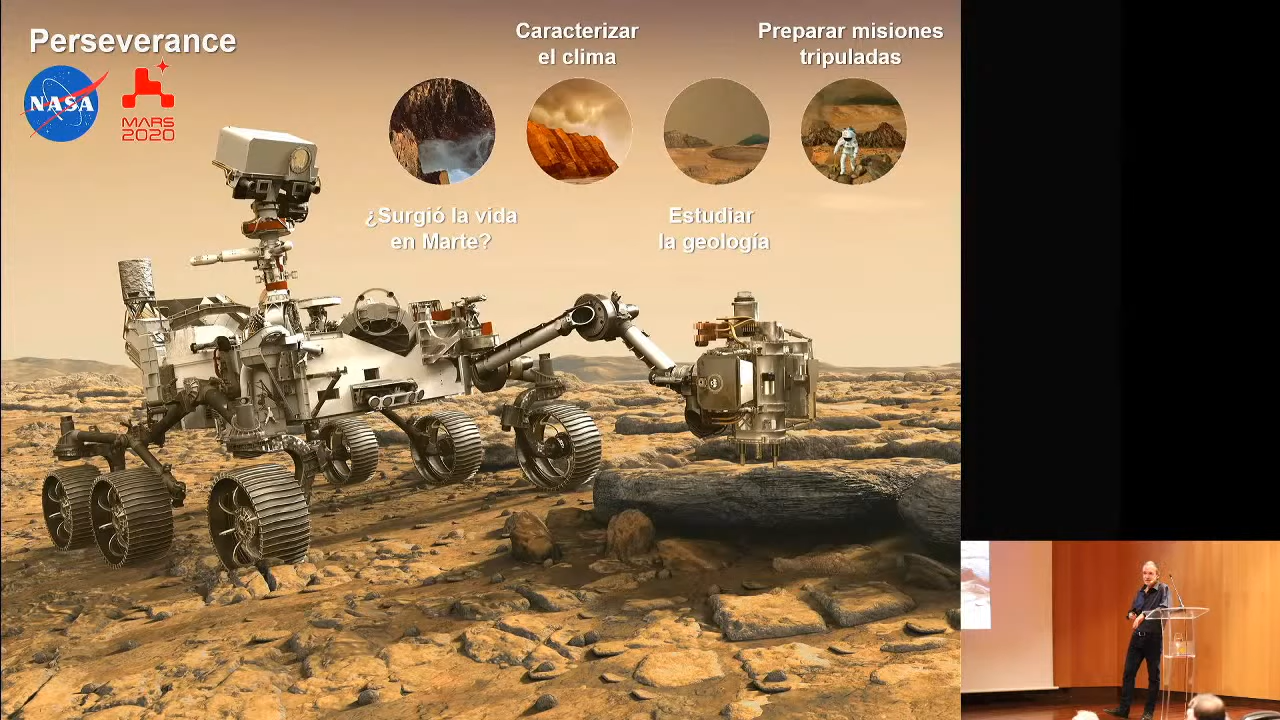 Perseverance
NASA
MARS
2020
Caracterizar
el clima
Preparar misiones
tripuladas
¿Surgió la vida
en Marte?
Estudiar
la geología